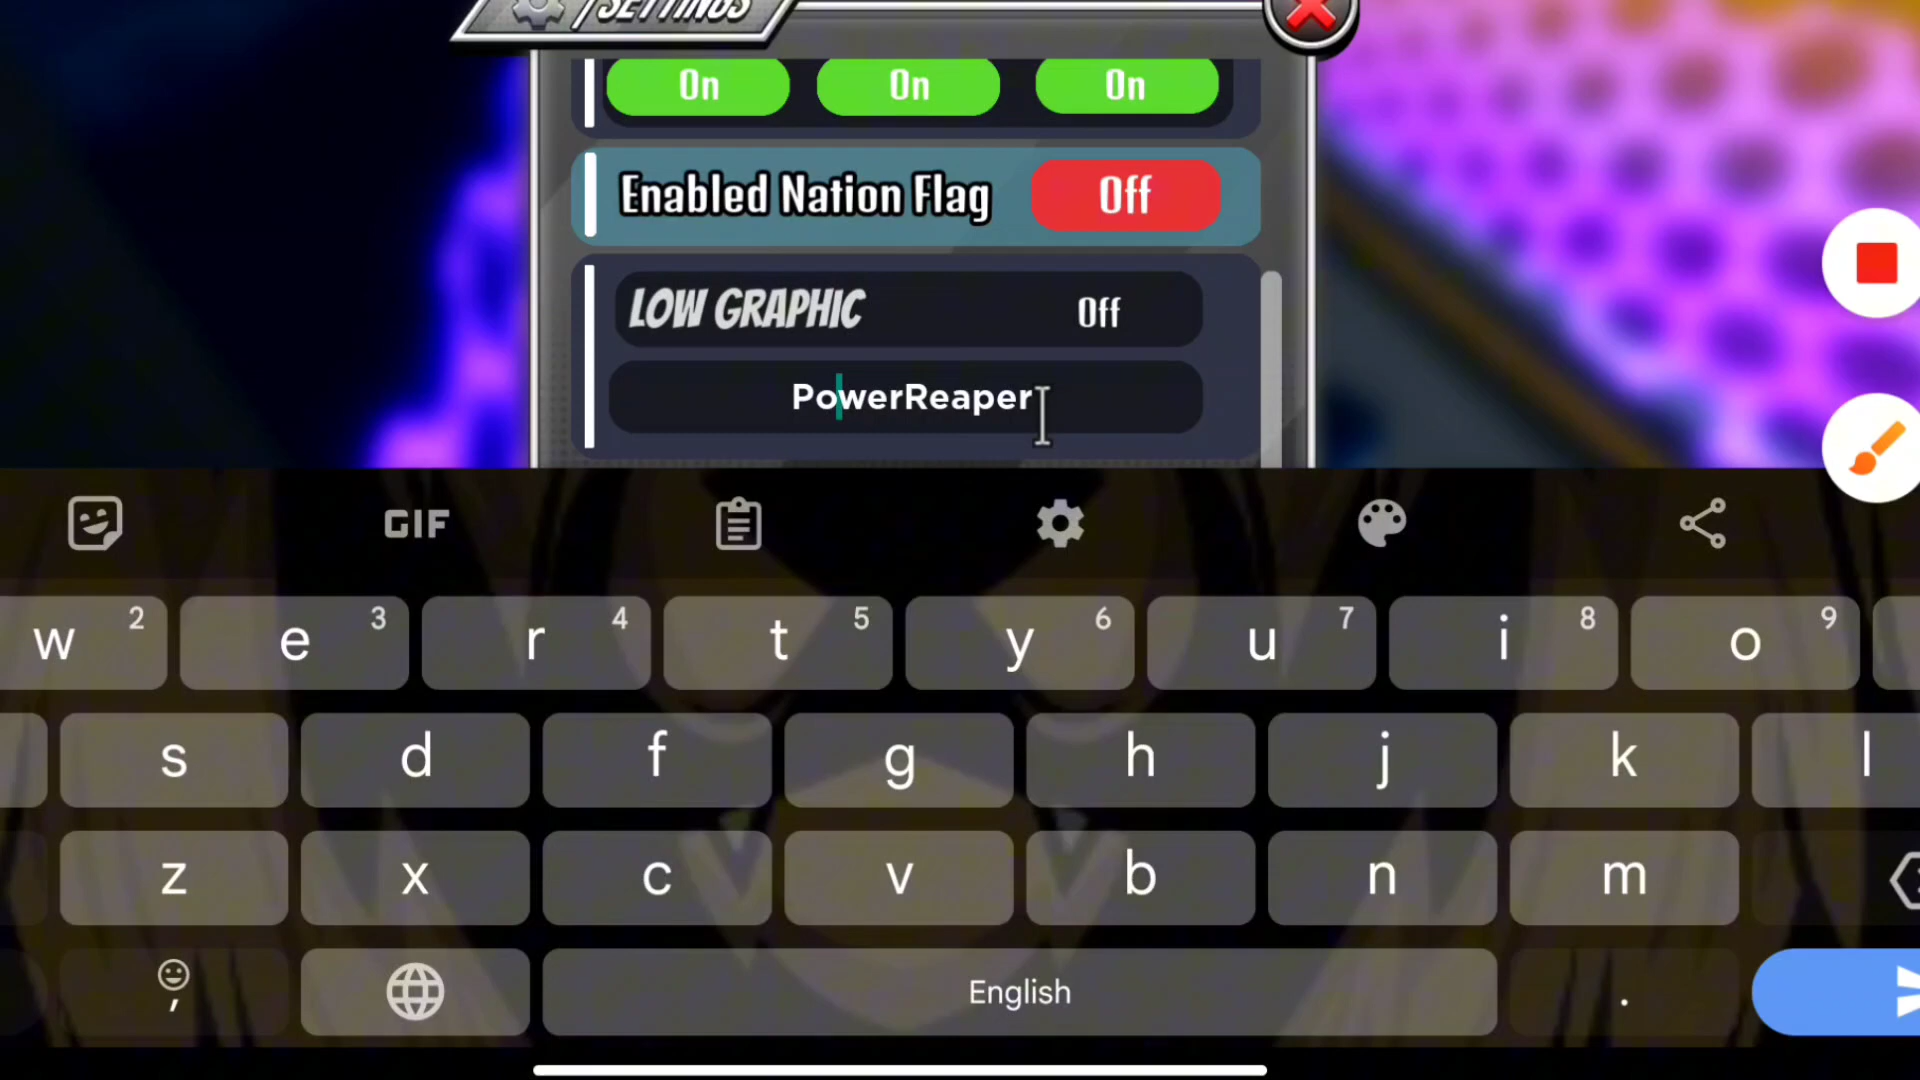 SETTINGS
On On On
Enabled Nation Flag Off
LOW GRAPHIC Off
PowerReaper
GIF
w 2 e 3 r 4 t 5 y 6 u 7 i 8 o 9
s d f g h j k l
z x c v b n m
, English .